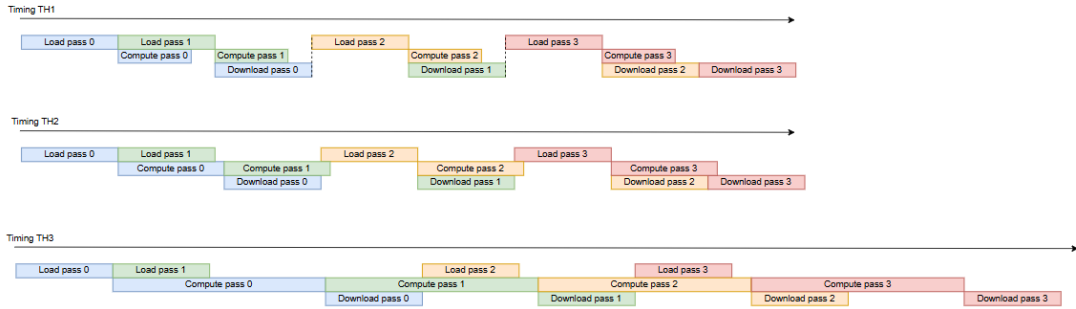 Timing TH1
Load pass 0 Load pass 1 Load pass 2 Load pass 3
Compute pass 0 Compute pass 1 Compute pass 2 Compute pass 3
Download pass 0 Download pass 1 Download pass 2 Download pass 3
Timing TH2
Load pass 0 Load pass 1 Load pass 2 Load pass 3
Compute pass 0 Compute pass 1 Compute pass 2 Compute pass 3
Download pass 0 Download pass 1 Download pass 2 Download pass 3
Timing TH3
Load pass 0 Load pass 1 Load pass 2 Load pass 3
Compute pass 0 Compute pass 1 Compute pass 2 Compute pass 3
Download pass 0 Download pass 1 Download pass 2 Download pass 3